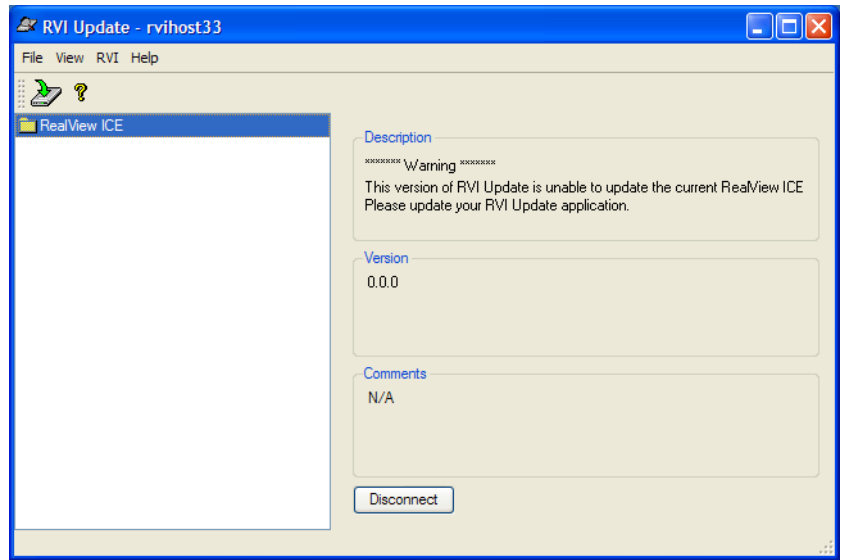 RVI Update - rvihost33
File View RVI Help
RealView ICE
Description
******* Warning *******
This version of RVI Update is unable to update the current RealView ICE
Please update your RVI Update application.
Version
0.0.0
Comments
N/A
Disconnect